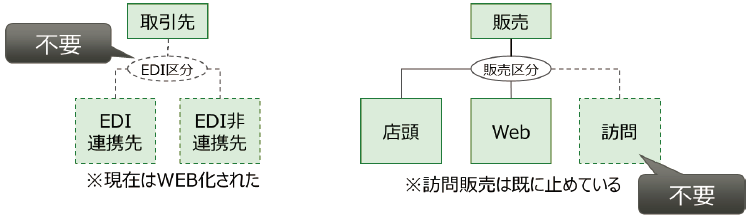 取引先
販売
不要
EDI区分
販売区分
EDI
連携先
EDI非
連携先
店頭
Web
訪問
※現在はWEB化された
※訪問販売は既に止めている
不要